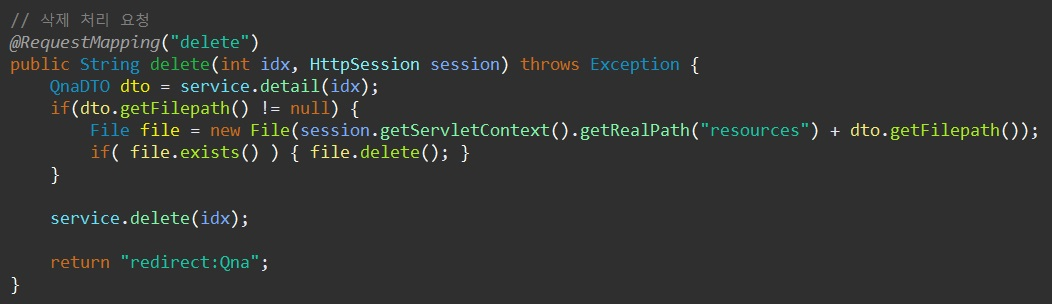 // 삭제 처리 요청
@RequestMapping("delete")
public String delete(int idx, HttpSession session) throws Exception {
    QnaDTO dto = service.detail(idx);
    if(dto.getFilepath() != null) {
        File file = new File(session.getServletContext().getRealPath("resources") + dto.getFilepath());
        if( file.exists() ) { file.delete(); }
    }

    service.delete(idx);

    return "redirect:Qna";
}